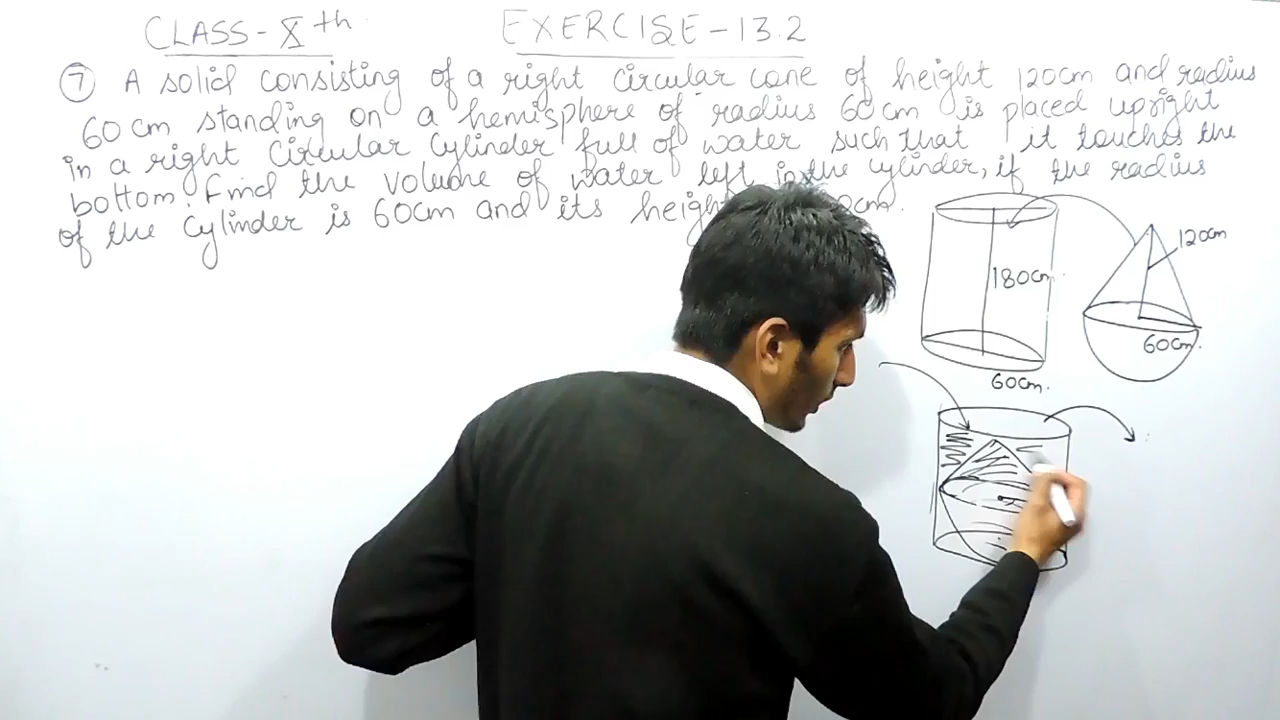 CLASS-Xth
EXERCISE-13.2
7 A solid consisting of a right circular cone of height 120cm and radius
60 cm standing on a hemisphere of radius 60 cm is placed upright
in a right Circular Cylinder full of water such that it touches the
bottom. Find the volume of water left in the cylinder, if the radius
of the Cylinder is 60cm and its heigh 0cm.
180cm.
120cm
60cm.
60cm.